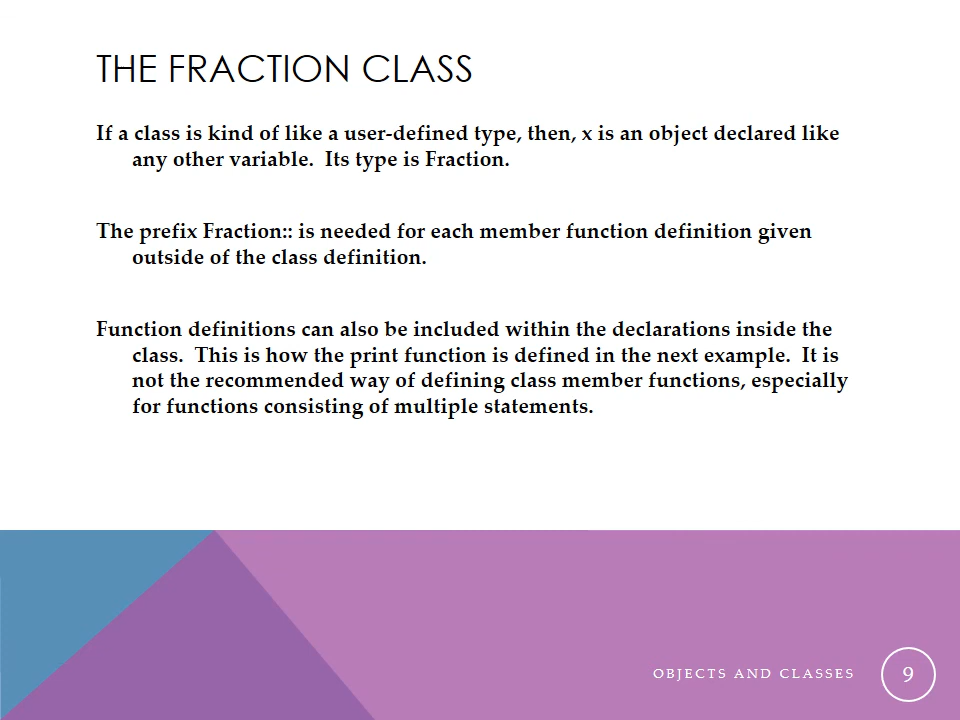 THE FRACTION CLASS
If a class is kind of like a user-defined type, then, x is an object declared like
any other variable.  Its type is Fraction.
The prefix Fraction:: is needed for each member function definition given
outside of the class definition.
Function definitions can also be included within the declarations inside the
class.  This is how the print function is defined in the next example.  It is
not the recommended way of defining class member functions, especially
for functions consisting of multiple statements.
OBJECTS AND CLASSES
9